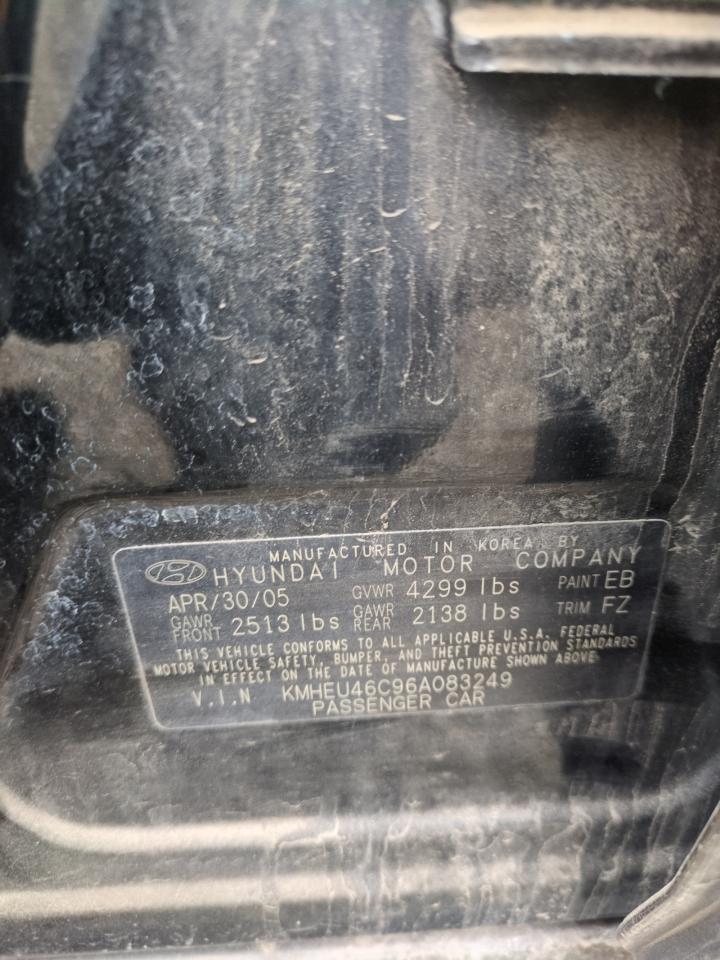 MANUFACTURED IN KOREA BY
HYUNDAI MOTOR COMPANY
APR/30/05 GVWR 4299 lbs PAINT EB
GAWR FRONT 2513 lbs GAWR REAR 2138 lbs TRIM FZ
THIS VEHICLE CONFORMS TO ALL APPLICABLE U.S.A. FEDERAL
MOTOR VEHICLE SAFETY, BUMPER, AND THEFT PREVENTION STANDARDS
IN EFFECT ON THE DATE OF MANUFACTURE SHOWN ABOVE.
V.I.N KMHEU46C96A083249
PASSENGER CAR